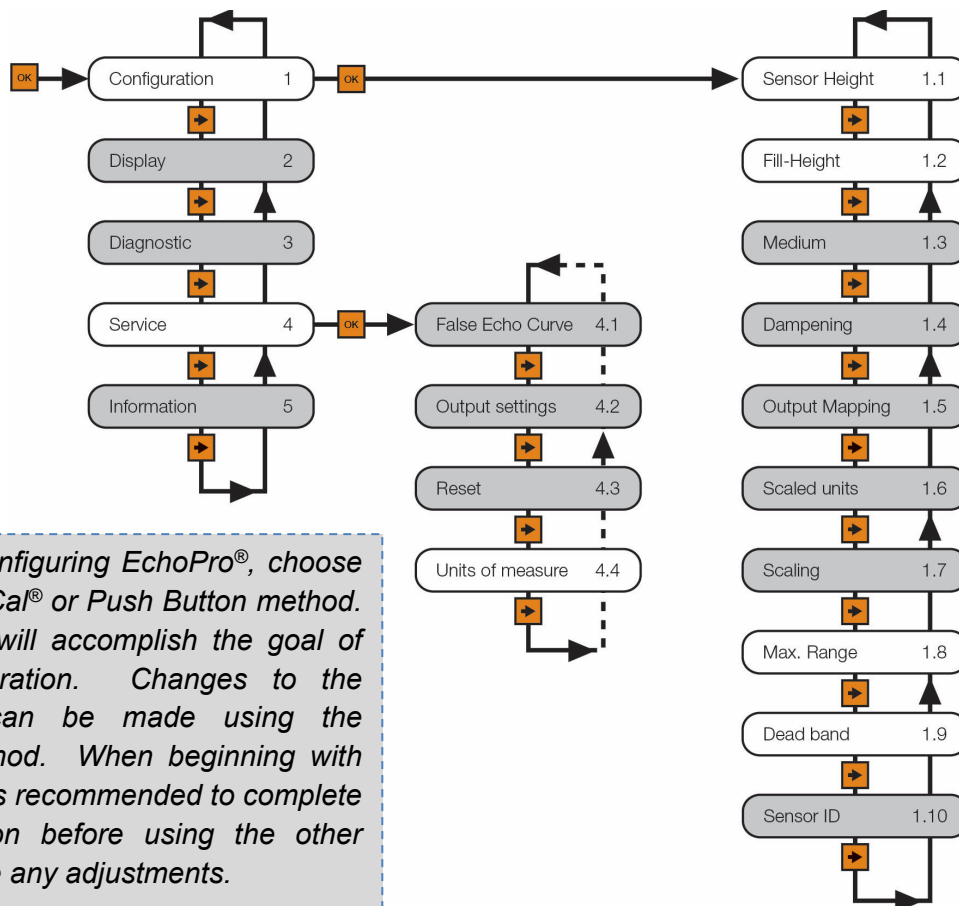 OK
Configuration 1
OK
Display 2
Diagnostic 3
Service 4
OK
Information 5
False Echo Curve 4.1
Output settings 4.2
Reset 4.3
Units of measure 4.4
Sensor Height 1.1
Fill-Height 1.2
Medium 1.3
Dampening 1.4
Output Mapping 1.5
Scaled units 1.6
Scaling 1.7
Max. Range 1.8
Dead band 1.9
Sensor ID 1.10
nfiguring EchoPro®, choose
Cal® or Push Button method.
will accomplish the goal of
ration. Changes to the
can be made using the
hod. When beginning with
s recommended to complete
on before using the other
e any adjustments.